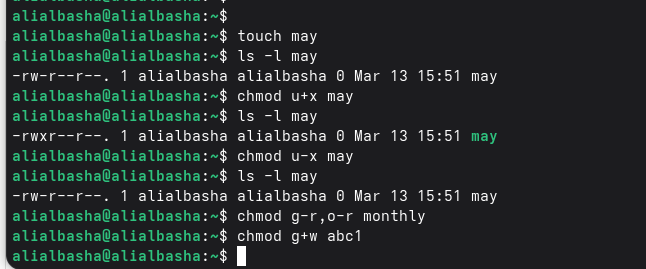 alialbasha@alialbasha:~$
alialbasha@alialbasha:~$ touch may
alialbasha@alialbasha:~$ ls -l may
-rw-r--r--. 1 alialbasha alialbasha 0 Mar 13 15:51 may
alialbasha@alialbasha:~$ chmod u+x may
alialbasha@alialbasha:~$ ls -l may
-rwxr--r--. 1 alialbasha alialbasha 0 Mar 13 15:51 may
alialbasha@alialbasha:~$ chmod u-x may
alialbasha@alialbasha:~$ ls -l may
-rw-r--r--. 1 alialbasha alialbasha 0 Mar 13 15:51 may
alialbasha@alialbasha:~$ chmod g-r,o-r monthly
alialbasha@alialbasha:~$ chmod g+w abc1
alialbasha@alialbasha:~$